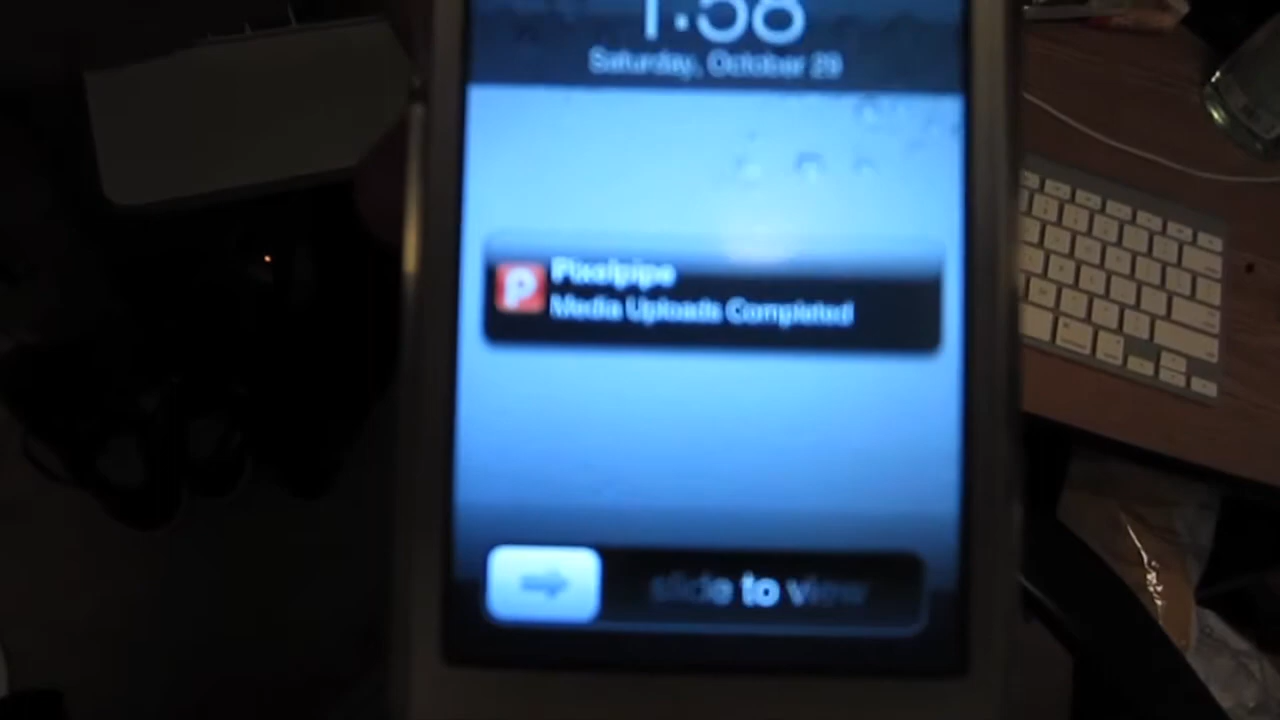 1:58
Saturday, October 29
P
Pixelpipe
Media Uploads Completed
slide to view